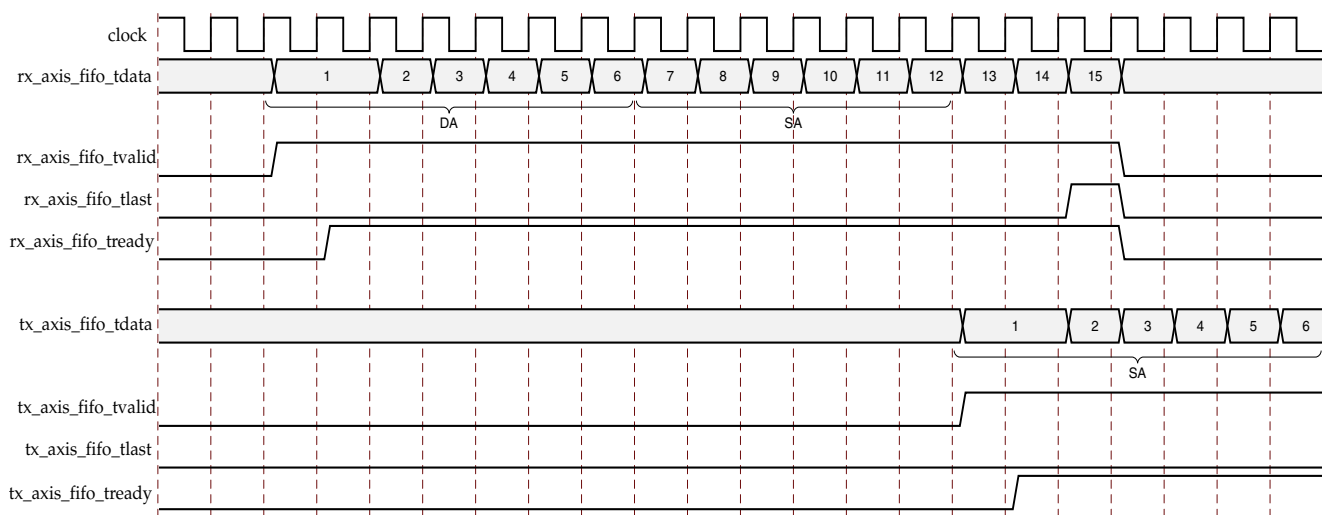 clock
rx_axis_fifo_tdata 1 2 3 4 5 6 7 8 9 10 11 12 13 14 15
DA SA
rx_axis_fifo_tvalid
rx_axis_fifo_tlast
rx_axis_fifo_tready
tx_axis_fifo_tdata 1 2 3 4 5 6
SA
tx_axis_fifo_tvalid
tx_axis_fifo_tlast
tx_axis_fifo_tready